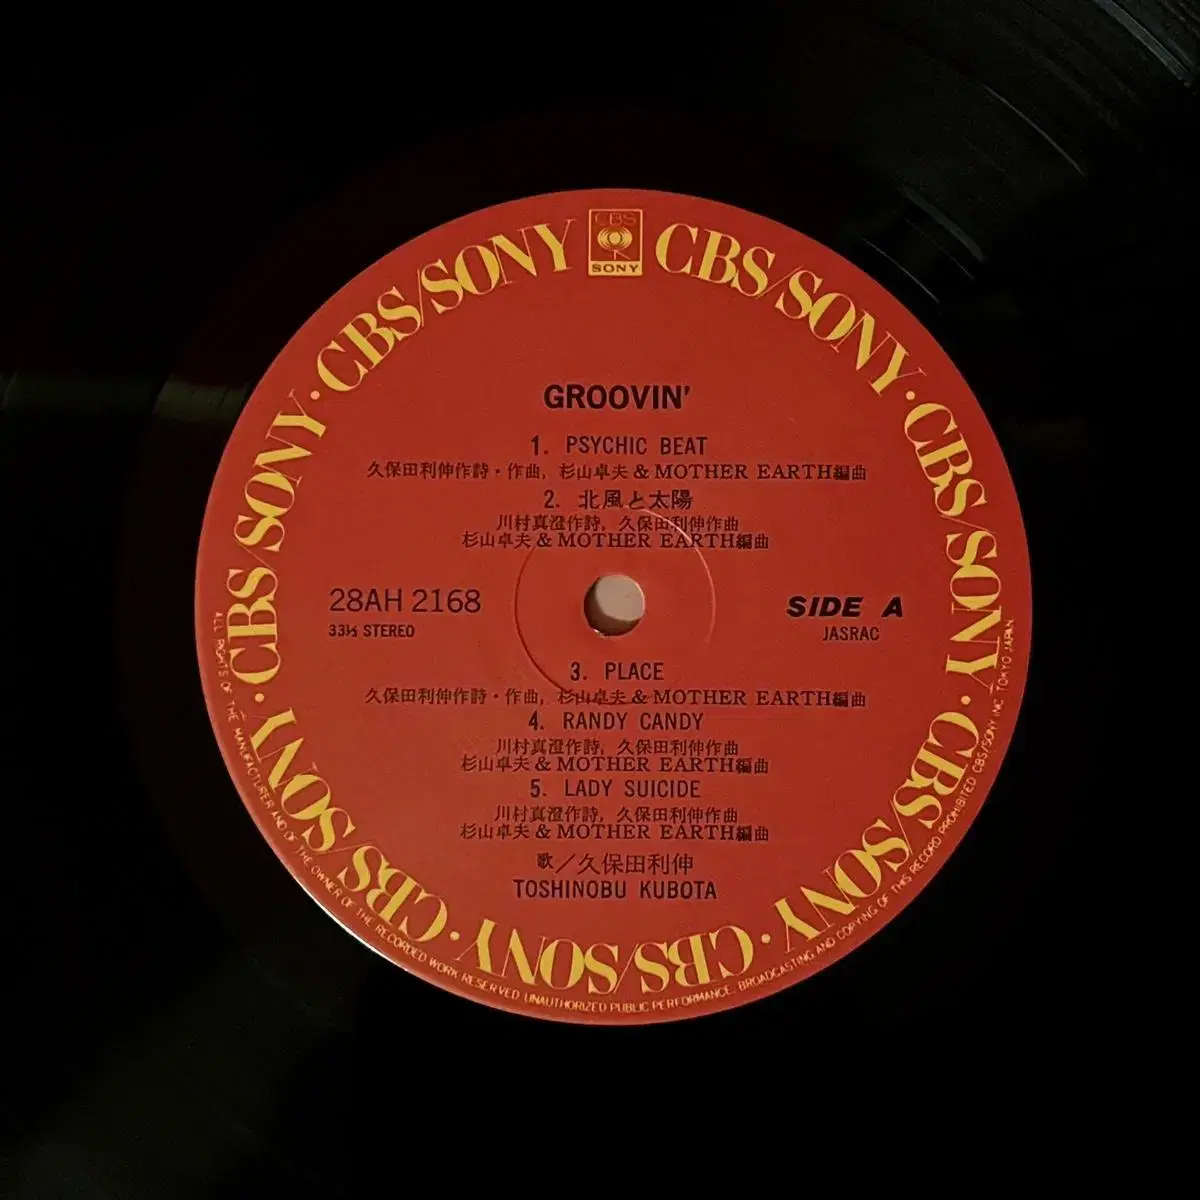 CBS
SONY
CBS/SONY · CBS/SONY · CBS/SONY · CBS/SONY · CBS/SONY · CBS/SONY · CBS/SONY · CBS/SONY
GROOVIN'
1. PSYCHIC BEAT
久保田利伸作詩・作曲, 杉山卓夫 & MOTHER EARTH編曲
2. 北風と太陽
川村真澄作詩, 久保田利伸作曲
杉山卓夫 & MOTHER EARTH編曲
28AH 2168
33⅓ STEREO
SIDE A
JASRAC
3. PLACE
久保田利伸作詩・作曲, 杉山卓夫 & MOTHER EARTH編曲
4. RANDY CANDY
川村真澄作詩, 久保田利伸作曲
杉山卓夫 & MOTHER EARTH編曲
5. LADY SUICIDE
川村真澄作詩, 久保田利伸作曲
杉山卓夫 & MOTHER EARTH編曲
歌／久保田利伸
TOSHINOBU KUBOTA
ALL RIGHTS OF THE MANUFACTURER AND OF THE OWNER OF THE RECORDED WORK RESERVED. UNAUTHORIZED PUBLIC PERFORMANCE, BROADCASTING AND COPYING OF THIS RECORD PROHIBITED CBS/SONY INC. TOKYO JAPAN